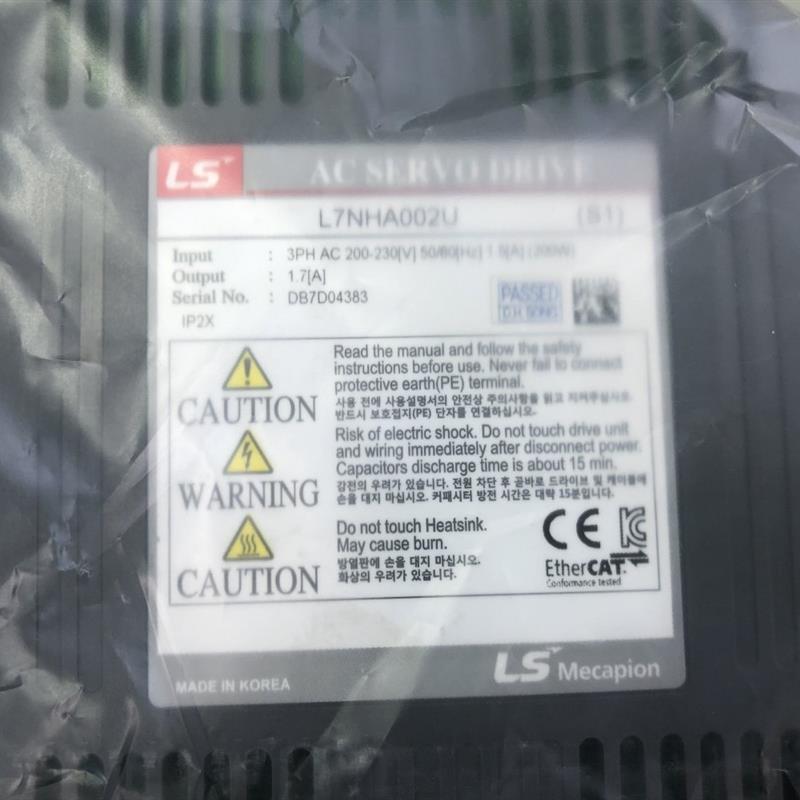 LS AC SERVO DRIVE
L7NHA002U (S1)
Input : 3PH AC 200-230[V] 50/60[Hz] 1.5[A] (200W)
Output : 1.7[A]
Serial No. : DB7D04383
IP2X
PASSED
D.H. SONG
Read the manual and follow the safety
instructions before use. Never fail to connect
protective earth(PE) terminal.
사용 전에 사용설명서의 안전상 주의사항을 읽고 지켜주십시오.
반드시 보호접지(PE) 단자를 연결하십시오.
CAUTION
Risk of electric shock. Do not touch drive unit
and wiring immediately after disconnect power.
Capacitors discharge time is about 15 min.
감전의 우려가 있습니다. 전원 차단 후 곧바로 드라이브 및 케이블에
손을 대지 마십시오. 커패시터 방전 시간은 대략 15분입니다.
WARNING
Do not touch Heatsink.
May cause burn.
방열판에 손을 대지 마십시오.
화상의 우려가 있습니다.
CAUTION
CE KC
EtherCAT
Conformance tested
MADE IN KOREA
LS Mecapion